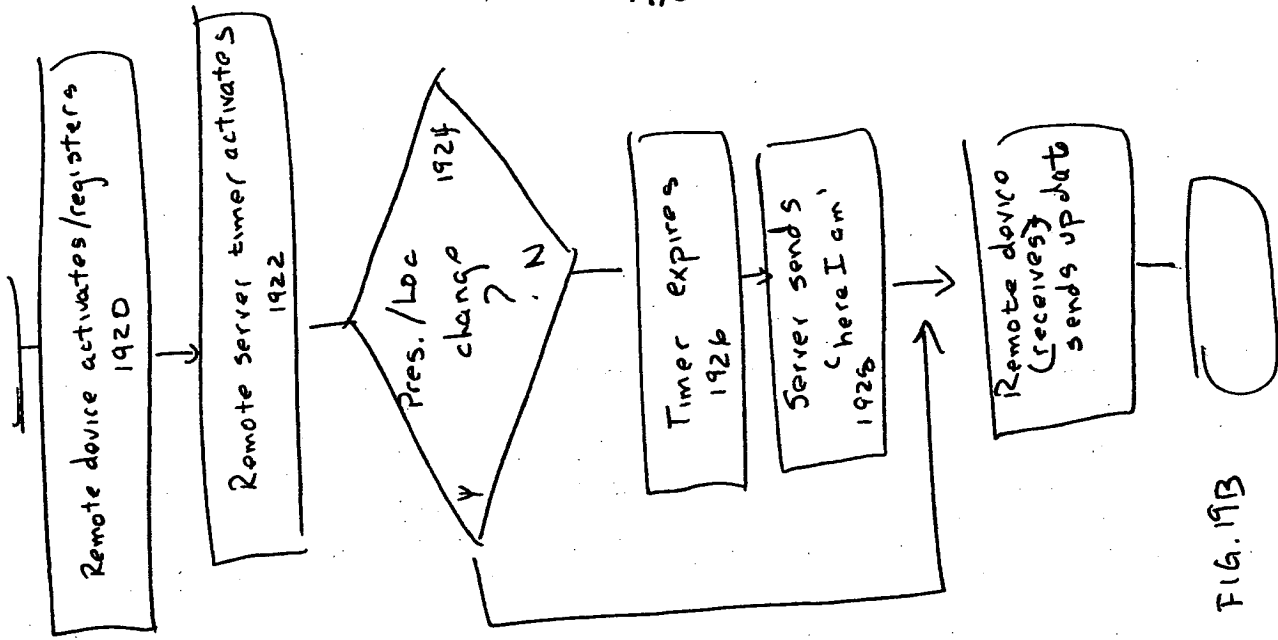 Remote device activates/registers
1920
Remote server timer activates
1922
Pres./Loc
change
?
1924
Y
N
Timer expires
1926
Server sends
'here I am'
1928
Remote device
(receives)
sends update
FIG. 19B